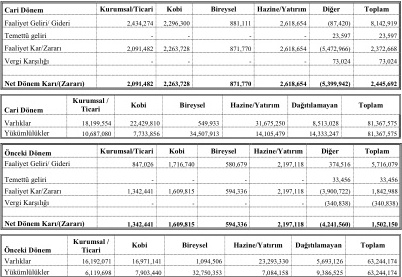 Cari Dönem Kurumsal/Ticari Kobi Bireysel Hazine/Yatırım Diğer Toplam
Faaliyet Geliri/ Gideri 2,434,274 2,296,300 881,111 2,618,654 (87,420) 8,142,919
Temettü geliri - - - - 23,597 23,597
Faaliyet Kar/Zararı 2,091,482 2,263,728 871,770 2,618,654 (5,472,966) 2,372,668
Vergi Karşılığı - - - - 73,024 73,024
Net Dönem Karı/(Zararı) 2,091,482 2,263,728 871,770 2,618,654 (5,399,942) 2,445,692
Cari Dönem Kurumsal / Ticari Kobi Bireysel Hazine/Yatırım Dağıtılamayan Toplam
Varlıklar 18,199,554 22,429,810 549,933 31,675,250 8,513,028 81,367,575
Yükümlülükler 10,687,080 7,733,856 34,507,913 14,105,479 14,333,247 81,367,575
Önceki Dönem Kurumsal/Ticari Kobi Bireysel Hazine/Yatırım Diğer Toplam
Faaliyet Geliri/ Gideri 847,026 1,716,740 580,679 2,197,118 374,516 5,716,079
Temettü geliri - - - - 33,456 33,456
Faaliyet Kar/Zararı 1,342,441 1,609,815 594,336 2,197,118 (3,900,722) 1,842,988
Vergi Karşılığı - - - - (340,838) (340,838)
Net Dönem Karı/(Zararı) 1,342,441 1,609,815 594,336 2,197,118 (4,241,560) 1,502,150
Önceki Dönem Kurumsal / Ticari Kobi Bireysel Hazine/Yatırım Dağıtılamayan Toplam
Varlıklar 16,192,071 16,971,141 1,094,506 23,293,330 5,693,126 63,244,174
Yükümlülükler 6,119,698 7,903,440 32,750,353 7,084,158 9,386,525 63,244,174